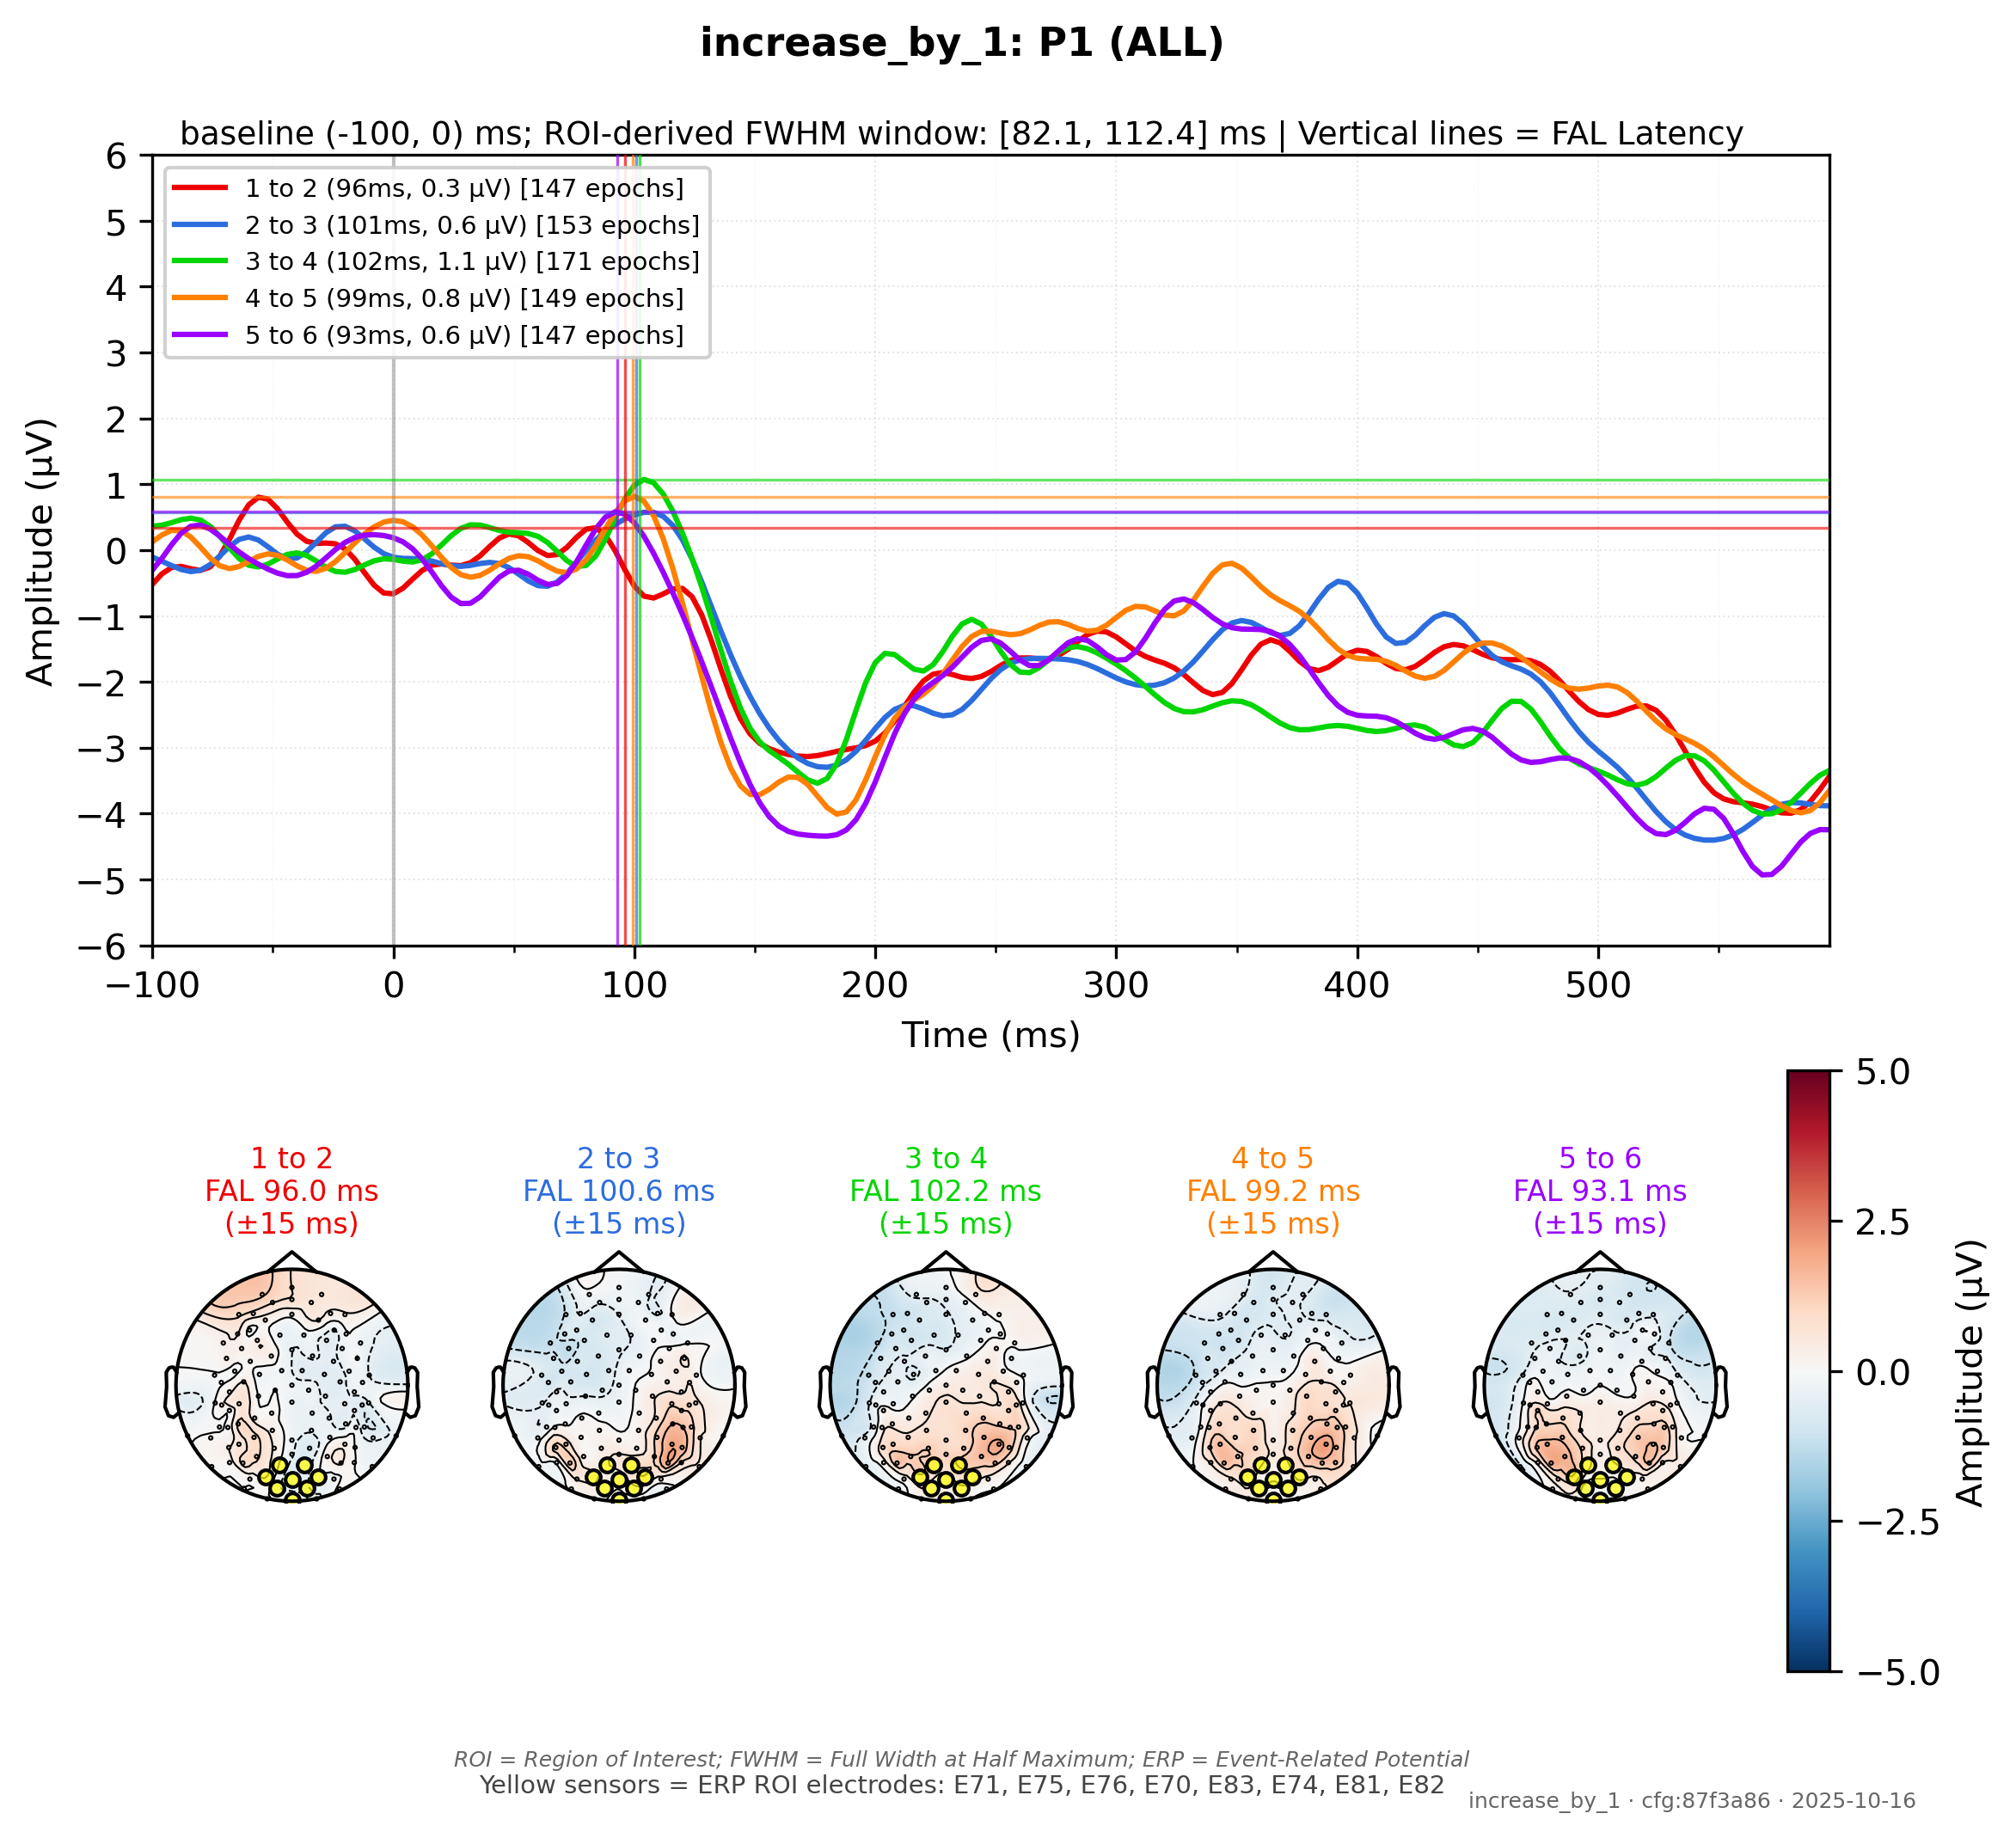 increase_by_1: P1 (ALL)
baseline (-100, 0) ms; ROI-derived FWHM window: [82.1, 112.4] ms | Vertical lines = FAL Latency
1 to 2 (96ms, 0.3 µV) [147 epochs]
2 to 3 (101ms, 0.6 µV) [153 epochs]
3 to 4 (102ms, 1.1 µV) [171 epochs]
4 to 5 (99ms, 0.8 µV) [149 epochs]
5 to 6 (93ms, 0.6 µV) [147 epochs]
Amplitude (µV)
6
5
4
3
2
1
0
−1
−2
−3
−4
−5
−6
−100 0 100 200 300 400 500
Time (ms)
1 to 2
FAL 96.0 ms
(±15 ms)
2 to 3
FAL 100.6 ms
(±15 ms)
3 to 4
FAL 102.2 ms
(±15 ms)
4 to 5
FAL 99.2 ms
(±15 ms)
5 to 6
FAL 93.1 ms
(±15 ms)
5.0
2.5
0.0
−2.5
−5.0
Amplitude (µV)
ROI = Region of Interest; FWHM = Full Width at Half Maximum; ERP = Event-Related Potential
Yellow sensors = ERP ROI electrodes: E71, E75, E76, E70, E83, E74, E81, E82
increase_by_1 · cfg:87f3a86 · 2025-10-16